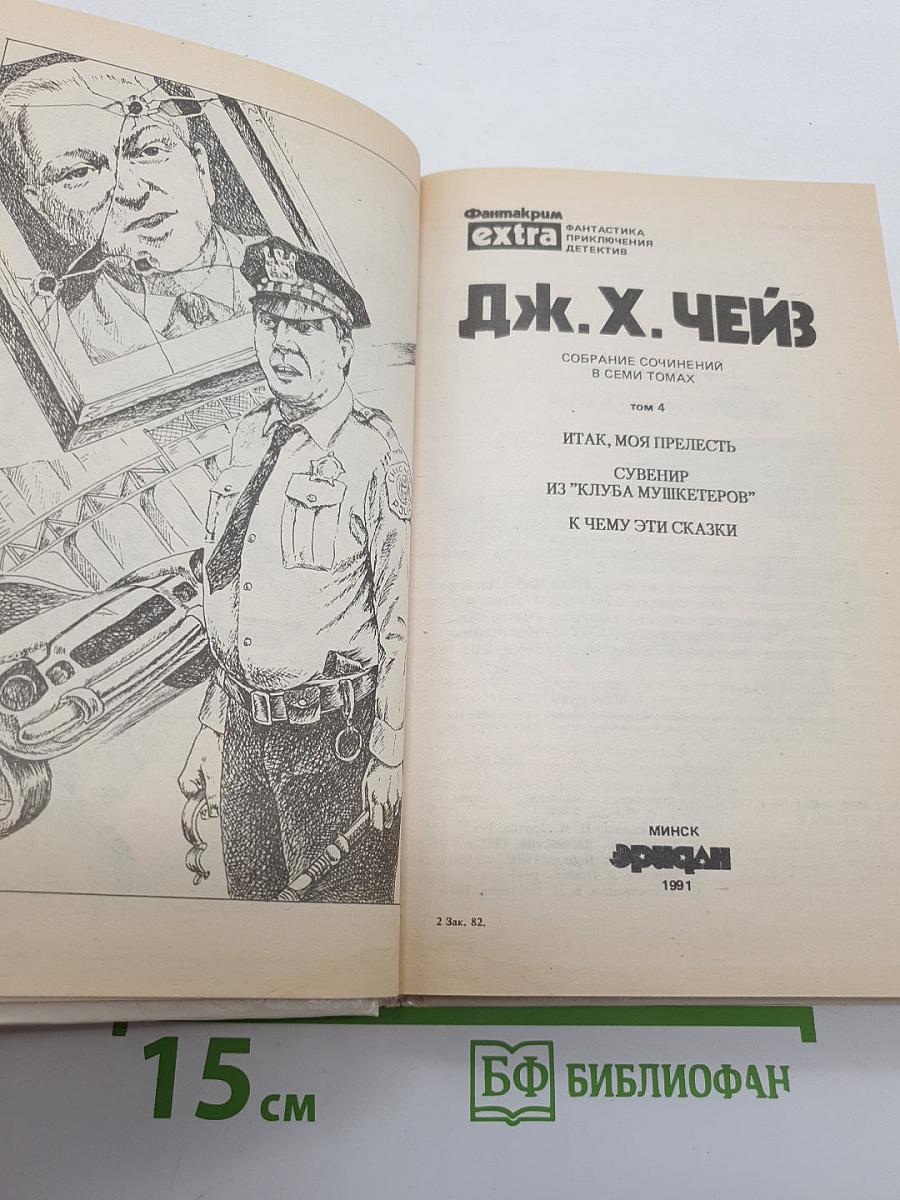 Фантакрим
extra
ФАНТАСТИКА
ПРИКЛЮЧЕНИЯ
ДЕТЕКТИВ
ДЖ. Х. ЧЕЙЗ
СОБРАНИЕ СОЧИНЕНИЙ
В СЕМИ ТОМАХ
ТОМ 4
ИТАК, МОЯ ПРЕЛЕСТЬ
СУВЕНИР
ИЗ "КЛУБА МУШКЕТЕРОВ"
К ЧЕМУ ЭТИ СКАЗКИ
МИНСК
эридан
1991
2 Зак. 82.
15 см
БФ БИБЛИОФАН